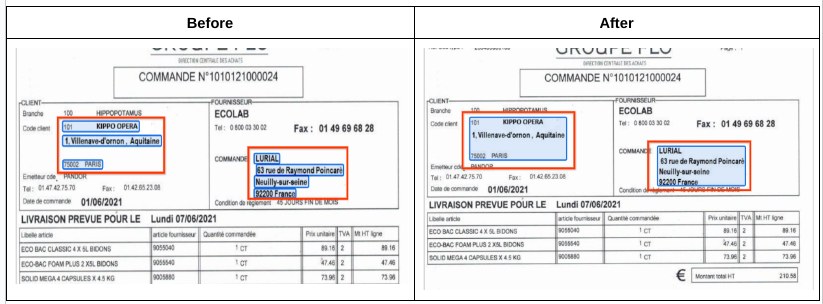 Before
After
GROUPE FLO
DIRECTION CENTRALE DES ACHATS
COMMANDE N°1010121000024
CLIENT
Branche 100 HIPPOPOTAMUS
Code client 101 KIPPO OPERA
1, Villenave-d'ornon , Aquitaine
75002 PARIS
Emetteur cde PANDOR
Tel : 01.47.42.75.70 Fax : 01.42.65.23.08
Date de commande 01/06/2021
FOURNISSEUR
ECOLAB
Tel : 0 800 03 30 02 Fax : 01 49 69 68 28
COMMANDE
LURIAL
63 rue de Raymond Poincaré
Neuilly-sur-seine
92200 France
Condition de règlement 45 JOURS FIN DE MOIS
LIVRAISON PREVUE POUR LE Lundi 07/06/2021
Libelle article article fournisseur Quantité commandée Prix unitaire TVA Mt HT ligne
ECO BAC CLASSIC 4 X 5L BIDONS 9055040 1 CT 89.16 2 89.16
ECO-BAC FOAM PLUS 2 X5L BIDONS 1 CT 47.46 2 47.46
SOLID MEGA 4 CAPSULES X 4.5 KG 1 CT 73.96 2 73.96
GROUPE FLO
DIRECTION CENTRALE DES ACHATS
COMMANDE N°1010121000024
CLIENT
Branche 100 HIPPOPOTAMUS
Code client 101 KIPPO OPERA
1, Villenave-d'ornon , Aquitaine
75002 PARIS
Emetteur cde PANDOR
Tel : 01.47.42.75.70 Fax : 01.42.65.23.08
Date de commande 01/06/2021
FOURNISSEUR
ECOLAB
Tel : 0 800 03 30 02 Fax : 01 49 69 68 28
COMMANDE
LURIAL
63 rue de Raymond Poincaré
Neuilly-sur-seine
92200 France
Condition de règlement 45 JOURS FIN DE MOIS
LIVRAISON PREVUE POUR LE Lundi 07/06/2021
Libelle article article fournisseur Quantité commandée Prix unitaire TVA Mt HT ligne
ECO BAC CLASSIC 4 X 5L BIDONS 9055040 1 CT 89.16 2 89.16
ECO-BAC FOAM PLUS 2 X5L BIDONS 1 CT 47.46 2 47.46
SOLID MEGA 4 CAPSULES X 4.5 KG 1 CT 73.96 2 73.96
€ Montant total HT 210.58